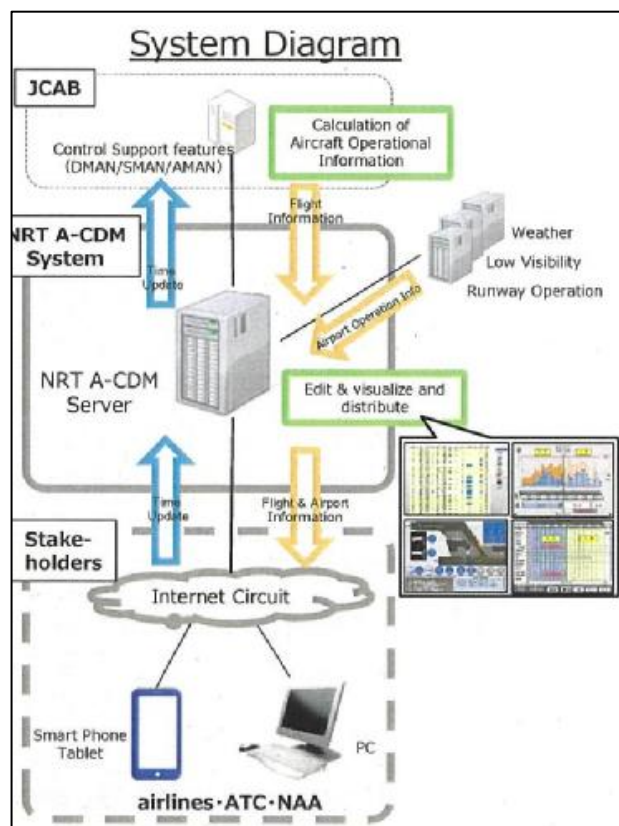 System Diagram
JCAB
Control Support features
(DMAN/SMAN/AMAN)
Calculation of
Aircraft Operational
Information
Flight
Information
NRT A-CDM
System
Time
Update
Weather
Low Visibility
Runway Operation
Airport Operation Info
NRT A-CDM
Server
Edit & visualize and
distribute
Time
Update
Flight & Airport
Information
Stake-
holders
Internet Circuit
Smart Phone
Tablet
PC
airlines・ATC・NAA